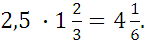 2,5 · 1 2/3 = 4 1/6.